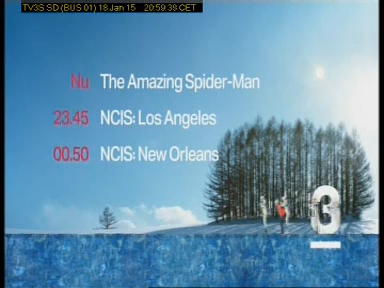 TV3S SD (BUS 01) 18 Jan 15 20:59:39 CET
Nu The Amazing Spider-Man
23.45 NCIS: Los Angeles
00.50 NCIS: New Orleans
3